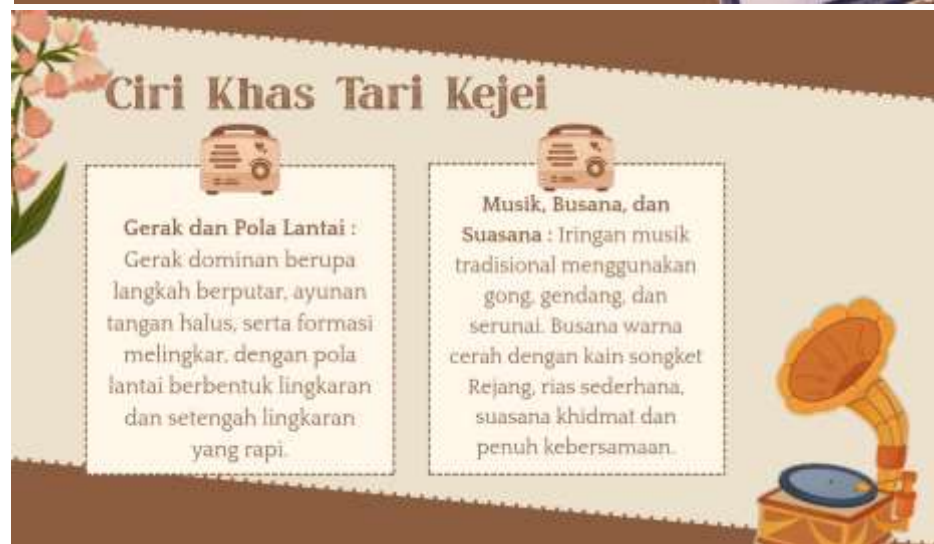 Ciri Khas Tari Kejei
Gerak dan Pola Lantai :
Gerak dominan berupa
langkah berputar, ayunan
tangan halus, serta formasi
melingkar, dengan pola
lantai berbentuk lingkaran
dan setengah lingkaran
yang rapi.
Musik, Busana, dan
Suasana : Iringan musik
tradisional menggunakan
gong, gendang, dan
serunai. Busana warna
cerah dengan kain songket
Rejang, rias sederhana,
suasana khidmat dan
penuh kebersamaan.